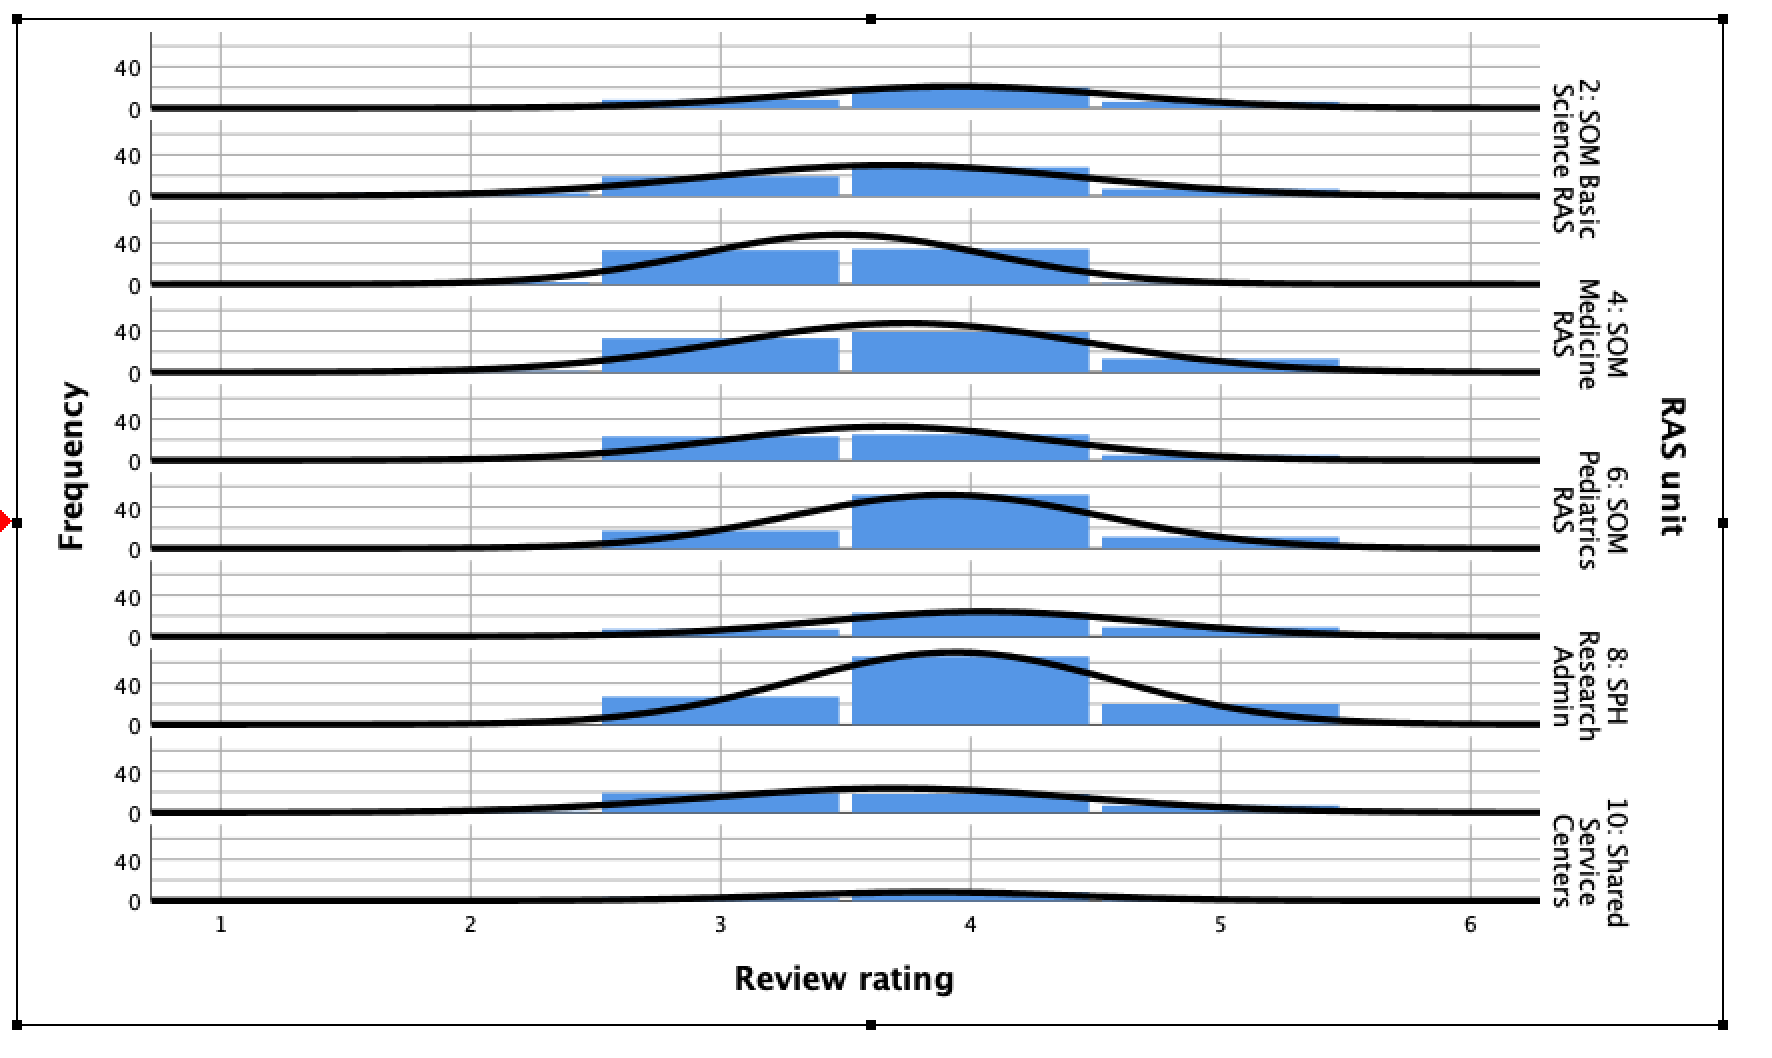 40
0
40
0
40
0
40
0
40
0
40
0
40
0
40
0
40
0
40
0
1 2 3 4 5 6
Frequency
Review rating
RAS unit
2: SOM Basic
Science RAS
4: SOM
Medicine
RAS
6: SOM
Pediatrics
RAS
8: SPH
Research
Admin
10: Shared
Service
Centers